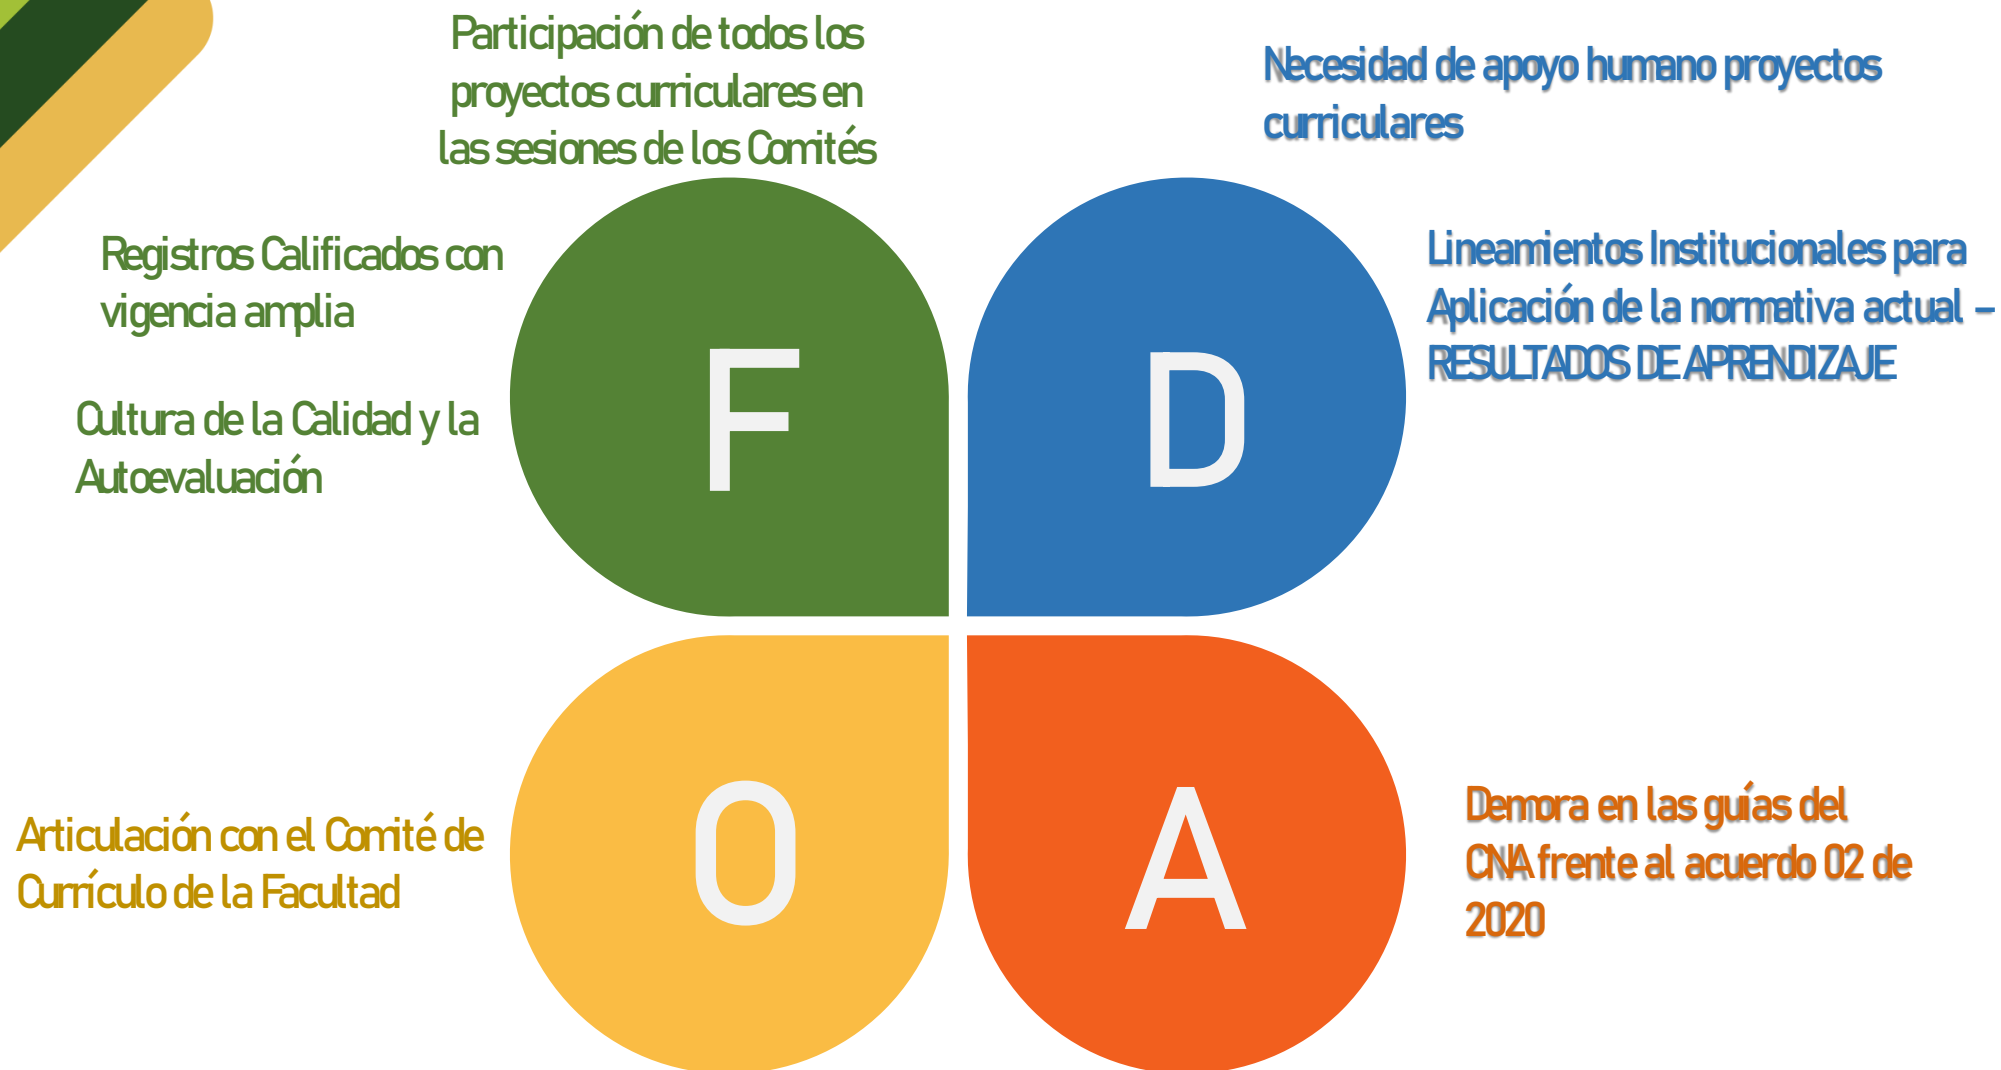 Participación de todos los
proyectos curriculares en
las sesiones de los Comités
Necesidad de apoyo humano proyectos
curriculares
Registros Calificados con
vigencia amplia
Lineamientos Institucionales para
Aplicación de la normativa actual –
RESULTADOS DE APRENDIZAJE
Cultura de la Calidad y la
Autoevaluación
F
D
Articulación con el Comité de
Currículo de la Facultad
O
A
Demora en las guías del
CNA frente al acuerdo 02 de
2020